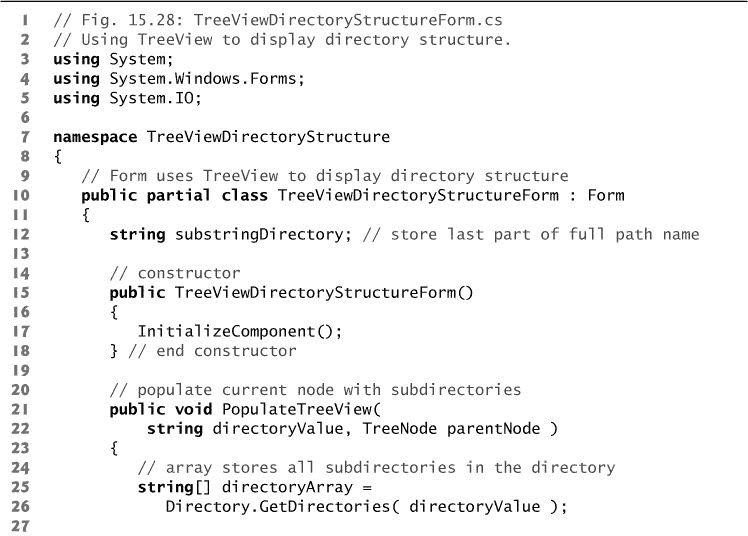 1 // Fig. 15.28: TreeViewDirectoryStructureForm.cs
2 // Using TreeView to display directory structure.
3 using System;
4 using System.Windows.Forms;
5 using System.IO;
6
7 namespace TreeViewDirectoryStructure
8 {
9 // Form uses TreeView to display directory structure
10 public partial class TreeViewDirectoryStructureForm : Form
11 {
12 string substringDirectory; // store last part of full path name
13
14 // constructor
15 public TreeViewDirectoryStructureForm()
16 {
17 InitializeComponent();
18 } // end constructor
19
20 // populate current node with subdirectories
21 public void PopulateTreeView(
22 string directoryValue, TreeNode parentNode )
23 {
24 // array stores all subdirectories in the directory
25 string[] directoryArray =
26 Directory.GetDirectories( directoryValue );
27